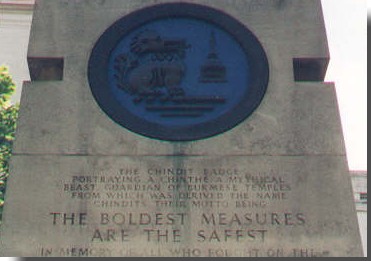 THE CHINDIT BADGE
PORTRAYING A CHINTHE A MYTHICAL
BEAST, GUARDIAN OF BURMESE TEMPLES
FROM WHICH WAS DERIVED THE NAME
CHINDITS, THEIR MOTTO BEING
THE BOLDEST MEASURES
ARE THE SAFEST
IN MEMORY OF ALL WHO FOUGHT ON THE